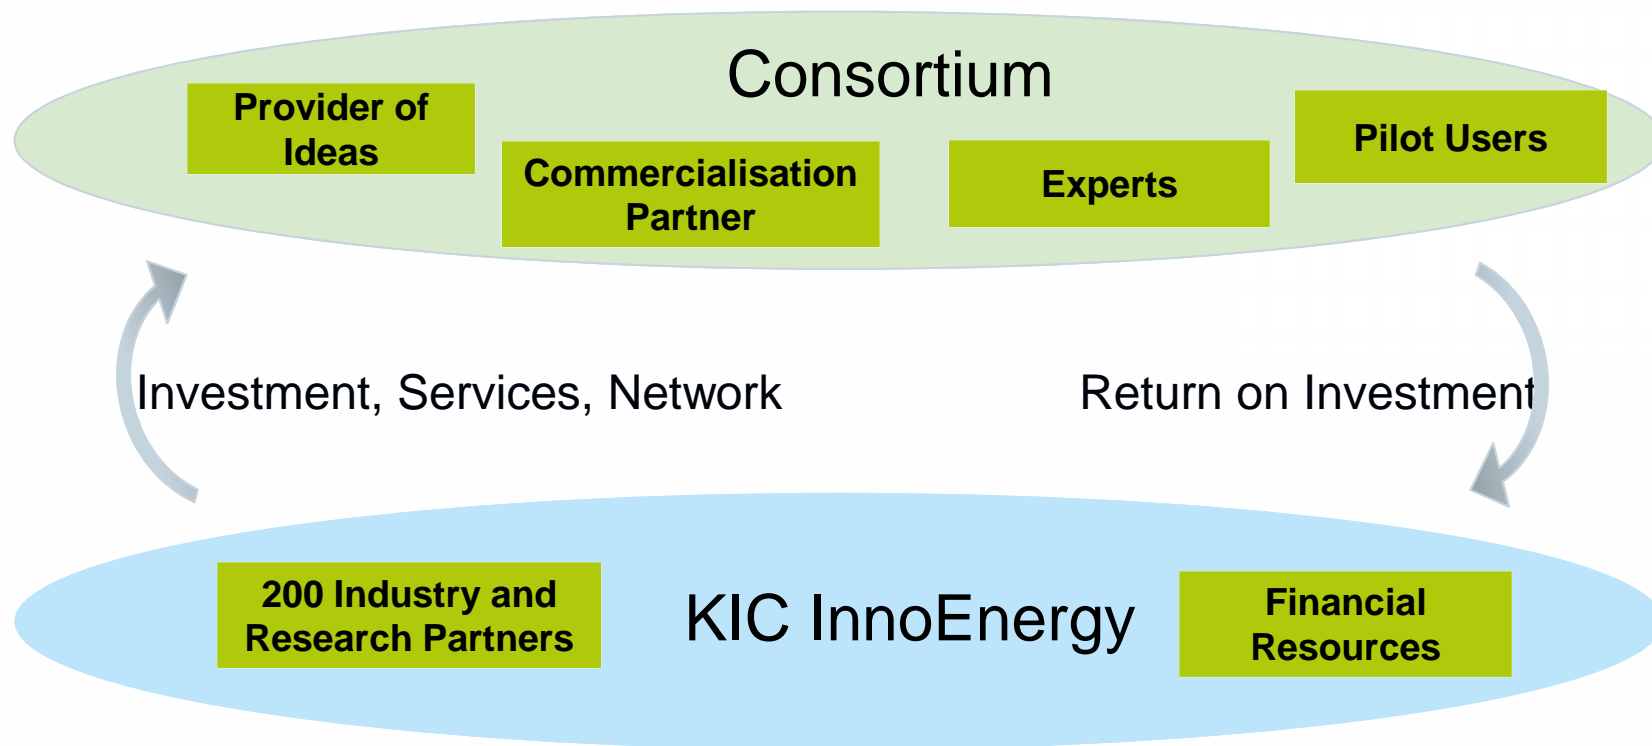 Consortium
Provider of
Ideas
Commercialisation
Partner
Experts
Pilot Users
Investment, Services, Network
Return on Investment
200 Industry and
Research Partners
KIC InnoEnergy
Financial
Resources